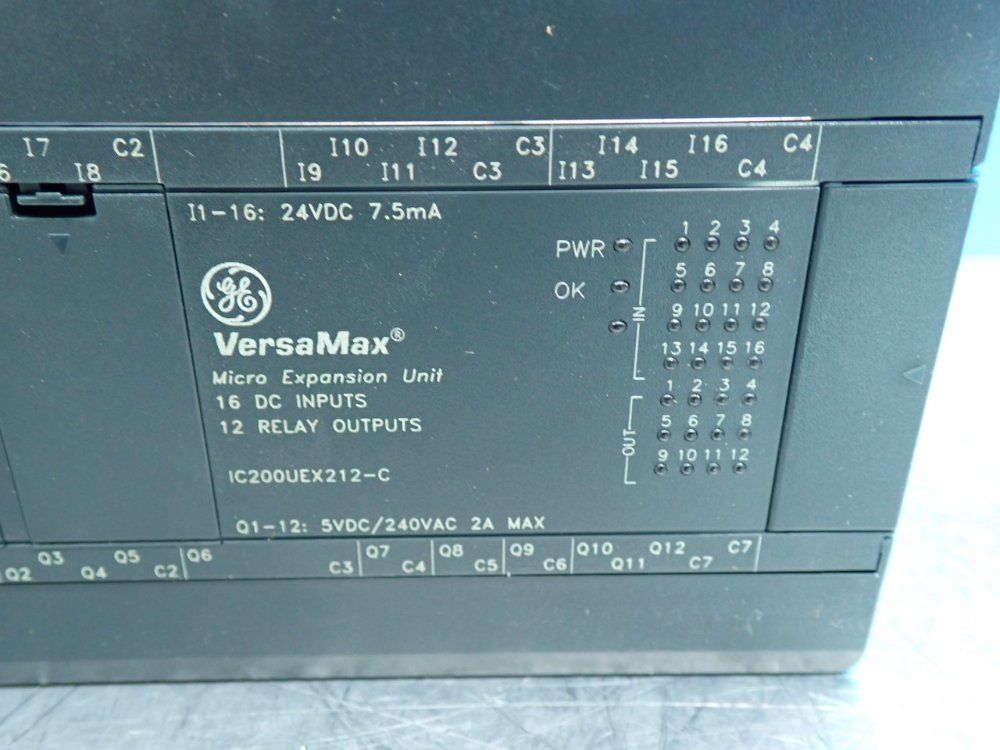 I7 C2 I10 I12 C3 I14 I16 C4
6 I8 I9 I11 C3 I13 I15 C4
I1-16: 24VDC 7.5mA
1 2 3 4
PWR
5 6 7 8
OK
IN
9 10 11 12
13 14 15 16
GE
VersaMax®
Micro Expansion Unit
16 DC INPUTS
12 RELAY OUTPUTS
1 2 3 4
OUT
5 6 7 8
9 10 11 12
IC200UEX212-C
Q1-12: 5VDC/240VAC 2A MAX
Q3 Q5 Q6 Q7 Q8 Q9 Q10 Q12 C7
Q2 Q4 C2 C3 C4 C5 C6 Q11 C7